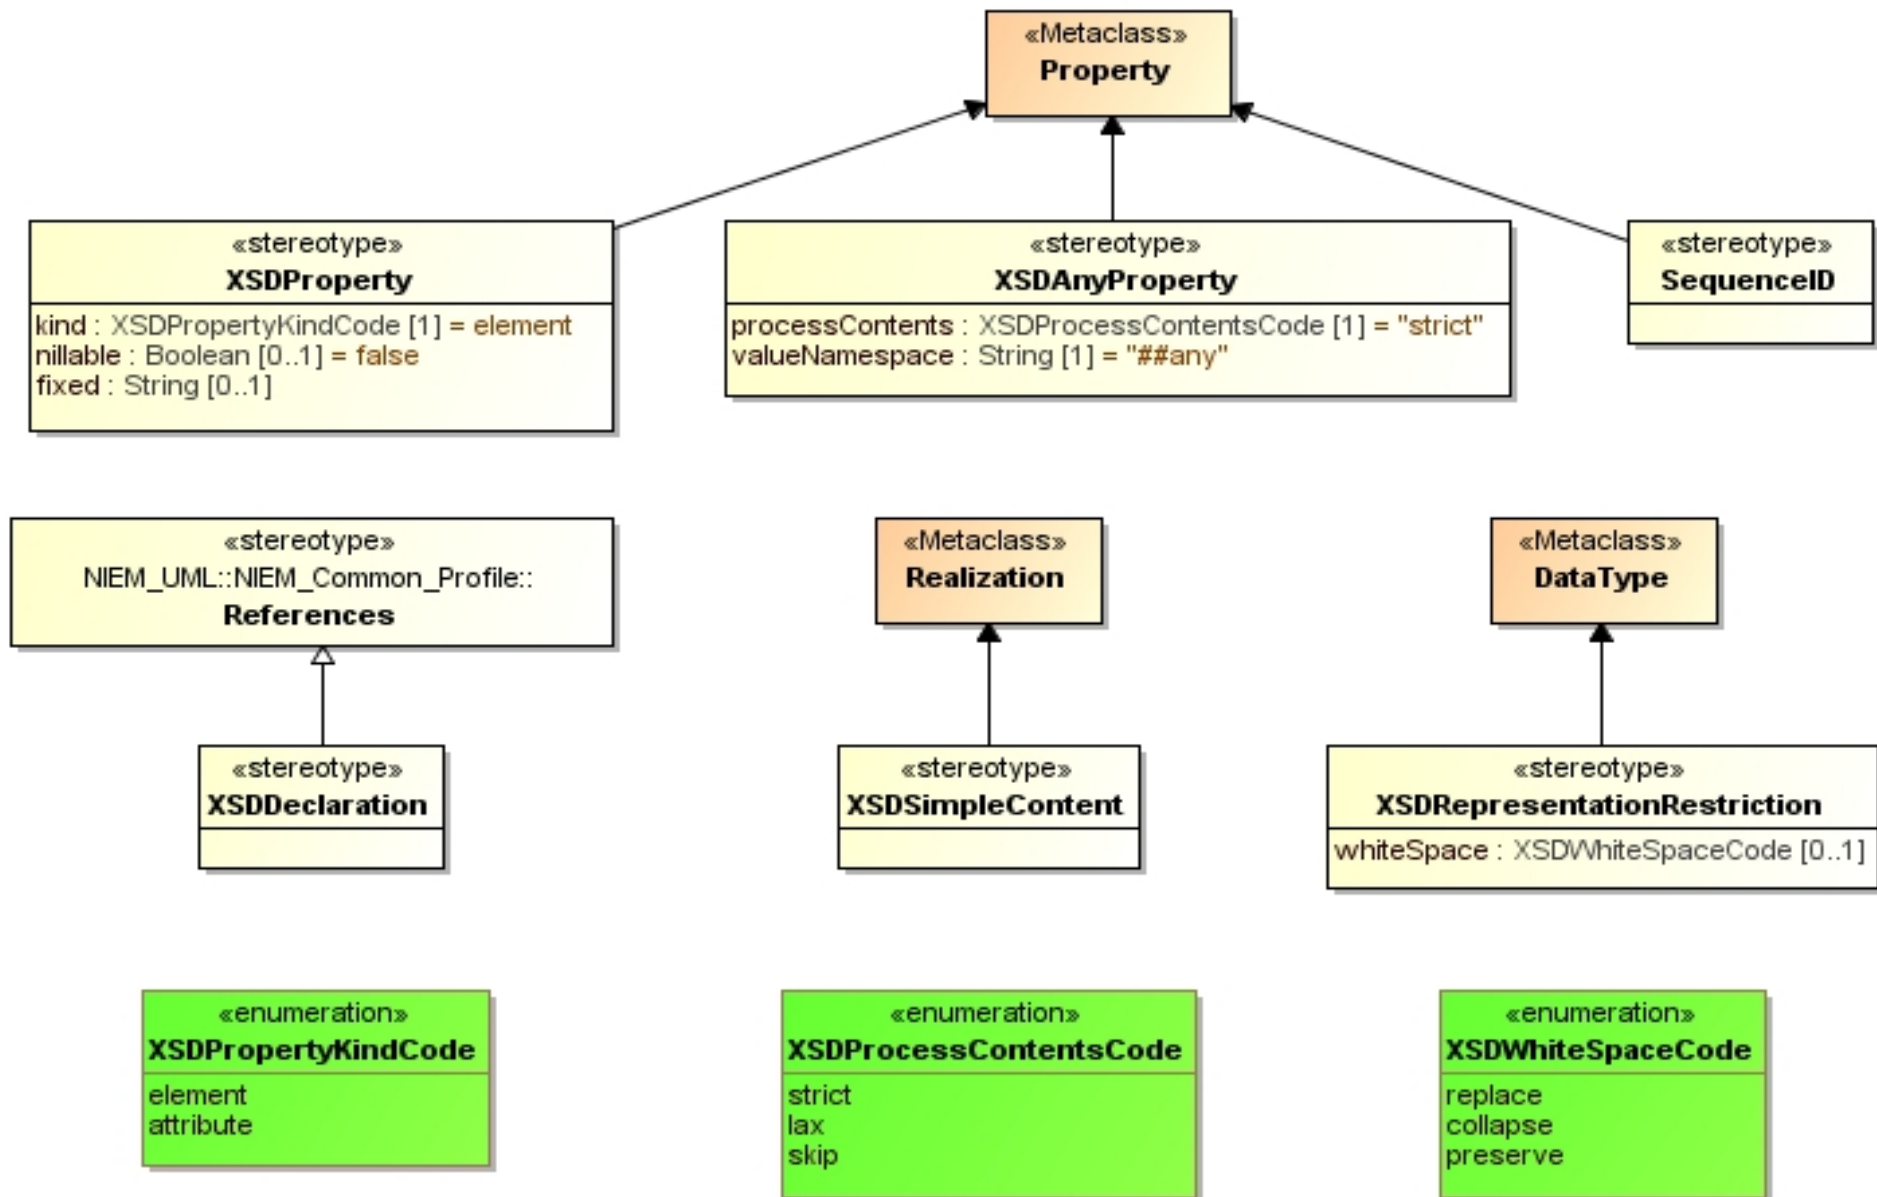 «Metaclass»
Property
«stereotype»
XSDProperty
kind : XSDPropertyKindCode [1] = element
nillable : Boolean [0..1] = false
fixed : String [0..1]
«stereotype»
XSDAnyProperty
processContents : XSDProcessContentsCode [1] = "strict"
valueNamespace : String [1] = "##any"
«stereotype»
SequenceID
«stereotype»
NIEM_UML::NIEM_Common_Profile::
References
«Metaclass»
Realization
«Metaclass»
DataType
«stereotype»
XSDDeclaration
«stereotype»
XSDSimpleContent
«stereotype»
XSDRepresentationRestriction
whiteSpace : XSDWhiteSpaceCode [0..1]
«enumeration»
XSDPropertyKindCode
element
attribute
«enumeration»
XSDProcessContentsCode
strict
lax
skip
«enumeration»
XSDWhiteSpaceCode
replace
collapse
preserve